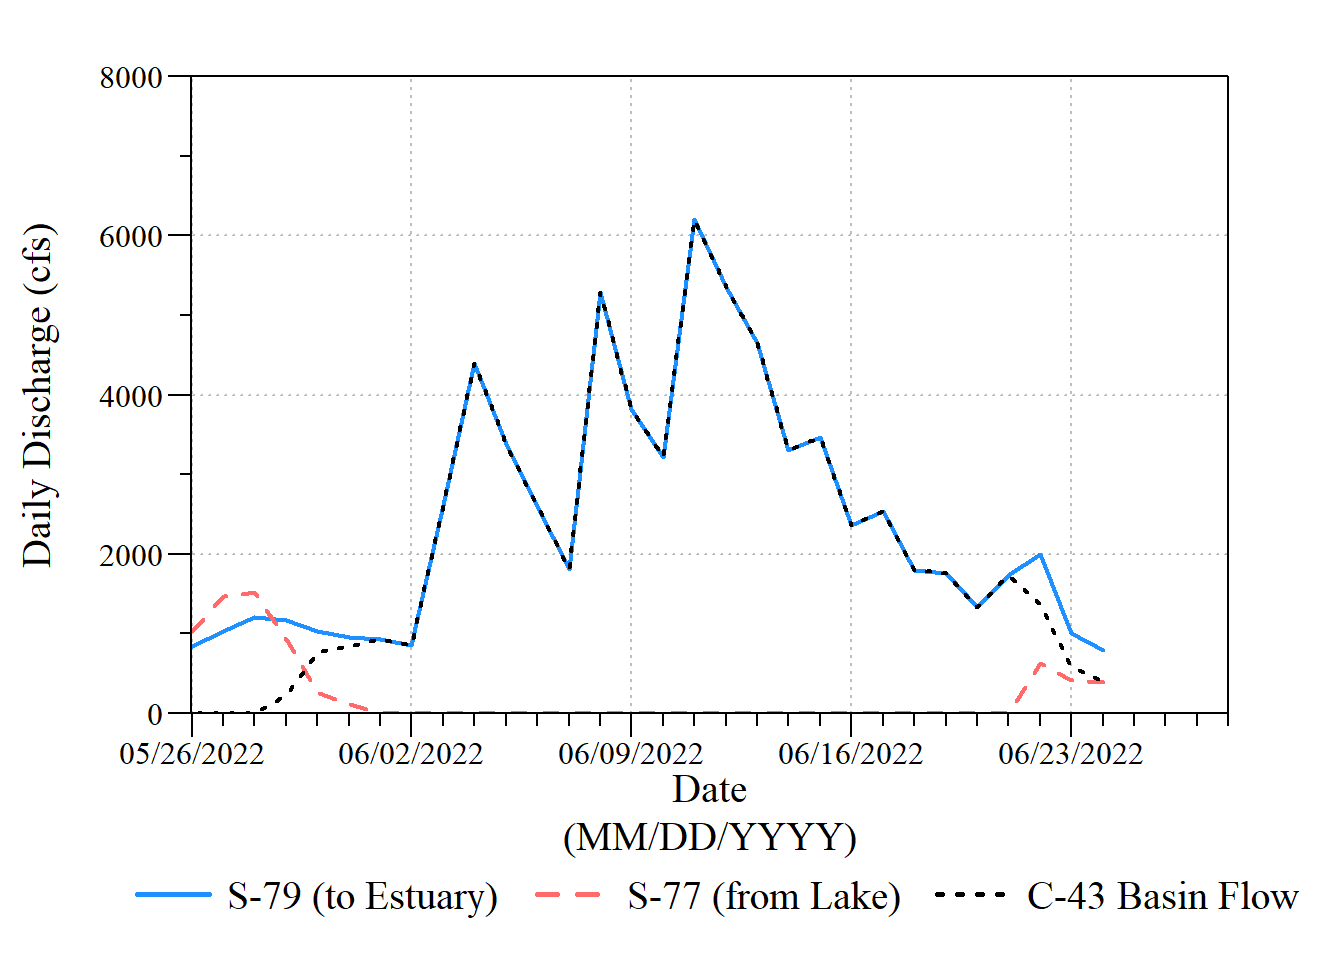 8000
6000
4000
2000
0
Daily Discharge (cfs)
05/26/2022 06/02/2022 06/09/2022 06/16/2022 06/23/2022
Date
(MM/DD/YYYY)
S-79 (to Estuary) S-77 (from Lake) C-43 Basin Flow